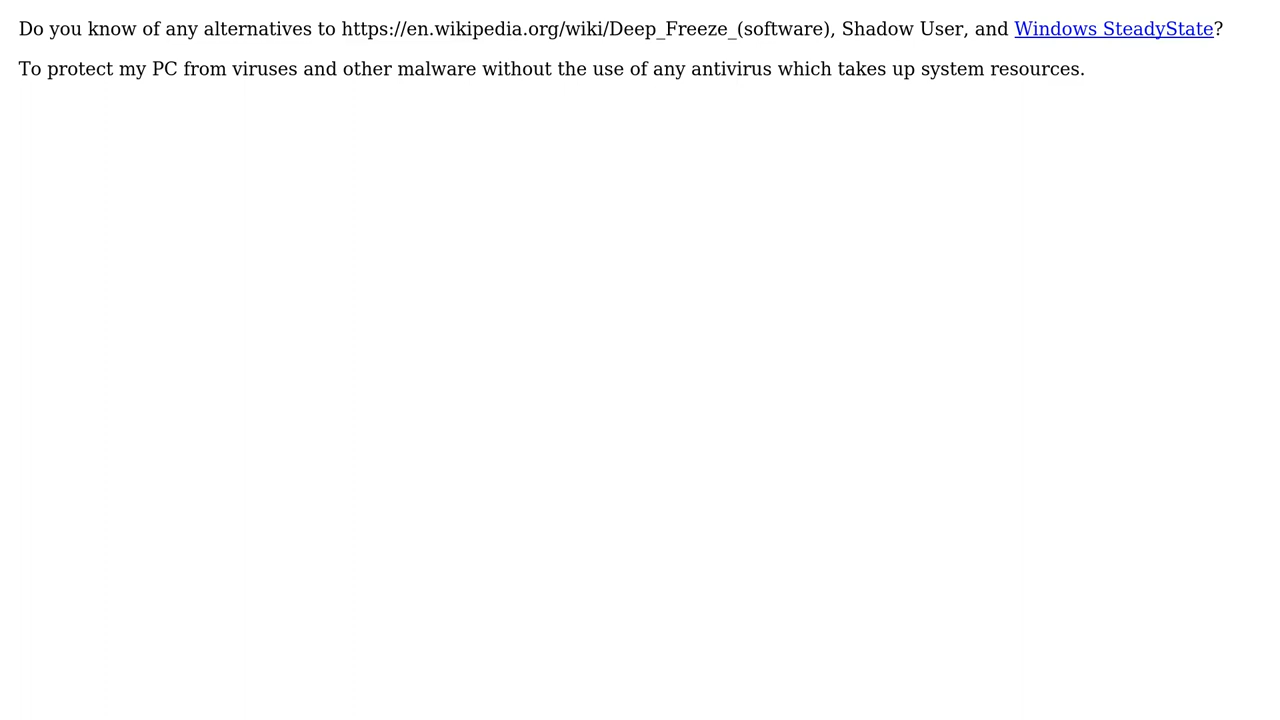 Do you know of any alternatives to https://en.wikipedia.org/wiki/Deep_Freeze_(software), Shadow User, and Windows SteadyState?
To protect my PC from viruses and other malware without the use of any antivirus which takes up system resources.